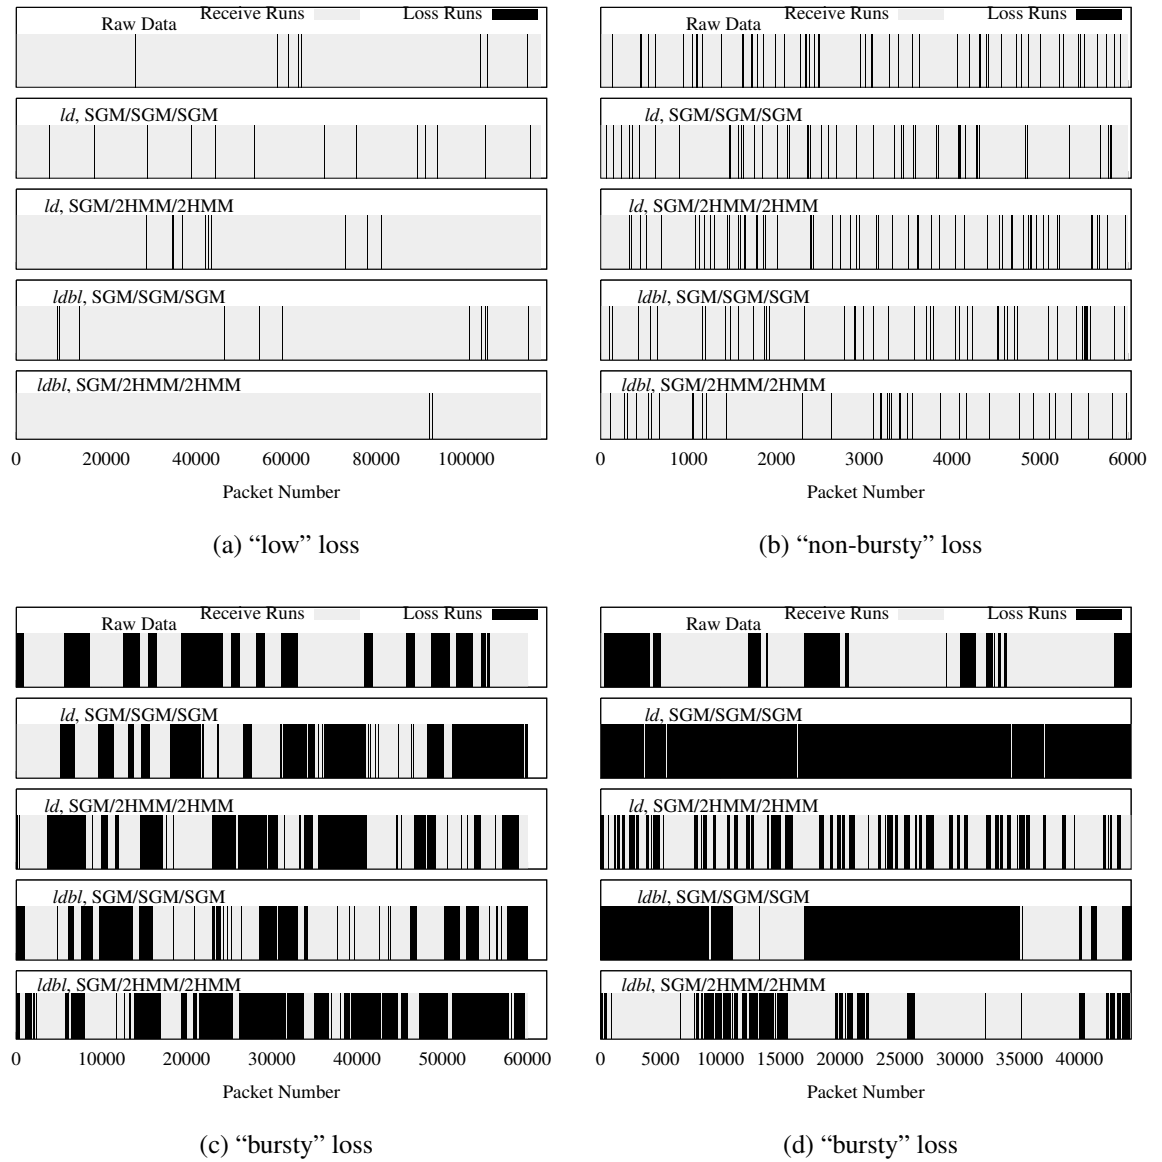 Receive Runs Loss Runs
Raw Data
ld, SGM/SGM/SGM
ld, SGM/2HMM/2HMM
ldbl, SGM/SGM/SGM
ldbl, SGM/2HMM/2HMM
0 20000 40000 60000 80000 100000
Packet Number
(a) “low” loss
Receive Runs Loss Runs
Raw Data
ld, SGM/SGM/SGM
ld, SGM/2HMM/2HMM
ldbl, SGM/SGM/SGM
ldbl, SGM/2HMM/2HMM
0 1000 2000 3000 4000 5000 6000
Packet Number
(b) “non-bursty” loss
Receive Runs Loss Runs
Raw Data
ld, SGM/SGM/SGM
ld, SGM/2HMM/2HMM
ldbl, SGM/SGM/SGM
ldbl, SGM/2HMM/2HMM
0 10000 20000 30000 40000 50000 60000
Packet Number
(c) “bursty” loss
Receive Runs Loss Runs
Raw Data
ld, SGM/SGM/SGM
ld, SGM/2HMM/2HMM
ldbl, SGM/SGM/SGM
ldbl, SGM/2HMM/2HMM
0 5000 10000 15000 20000 25000 30000 35000 40000
Packet Number
(d) “bursty” loss